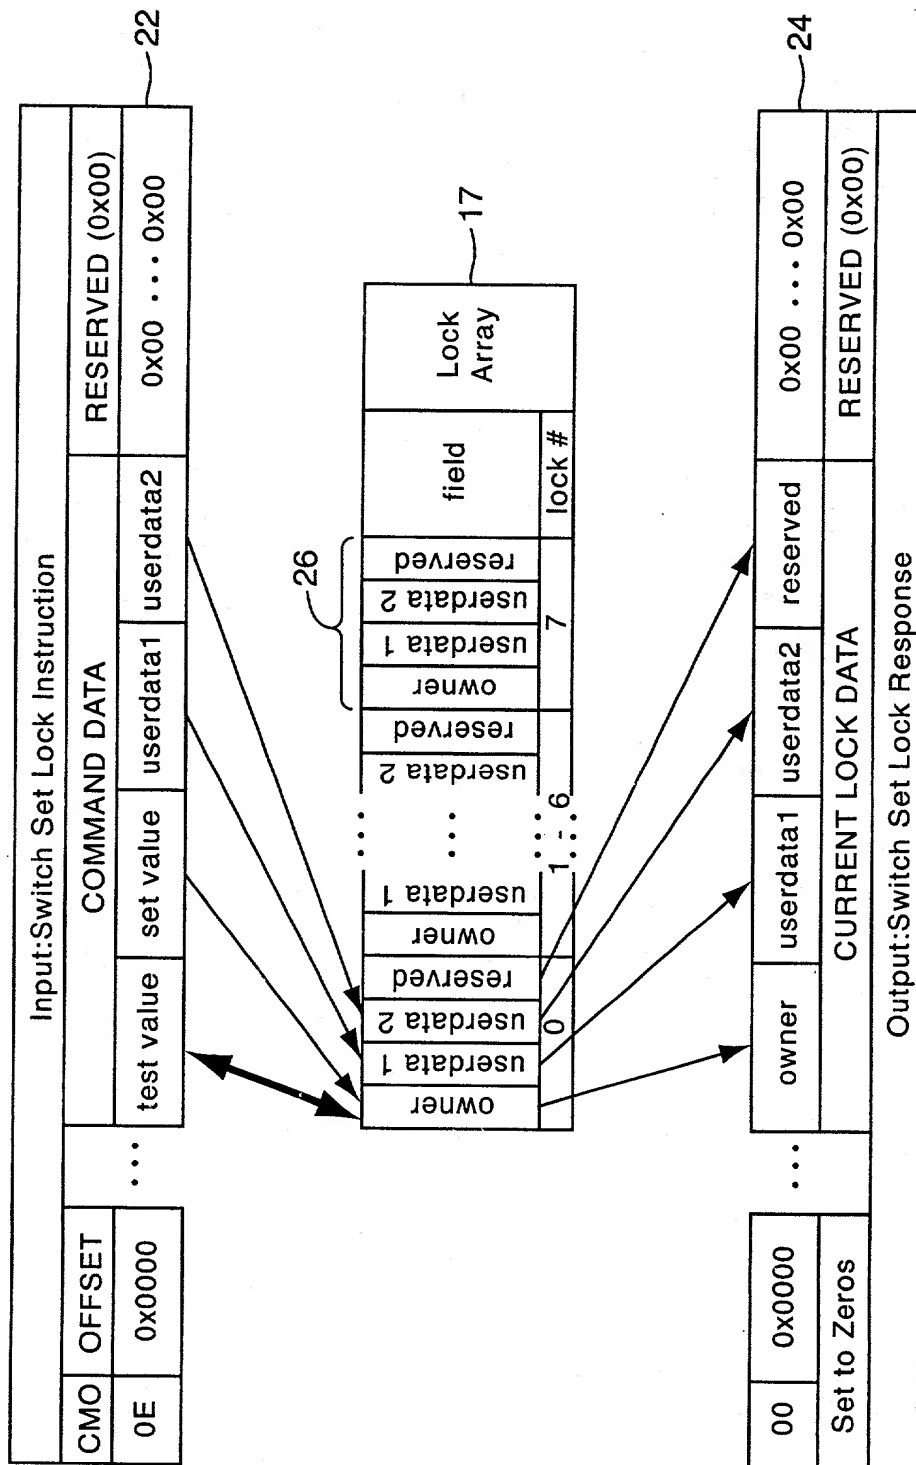 Input:Switch Set Lock Instruction
CMO OFFSET COMMAND DATA RESERVED (0x00)
0E 0x0000 ... test value set value userdata1 userdata2 0x00 ... 0x00
22
26
owner userdata 1 userdata 2 reserved owner userdata 1 ... userdata 2 reserved owner userdata 1 userdata 2 reserved field Lock Array
0 1 - 6 7 lock #
17
00 0x0000 ... owner userdata1 userdata2 reserved 0x00 ... 0x00
24
Set to Zeros CURRENT LOCK DATA RESERVED (0x00)
Output:Switch Set Lock Response